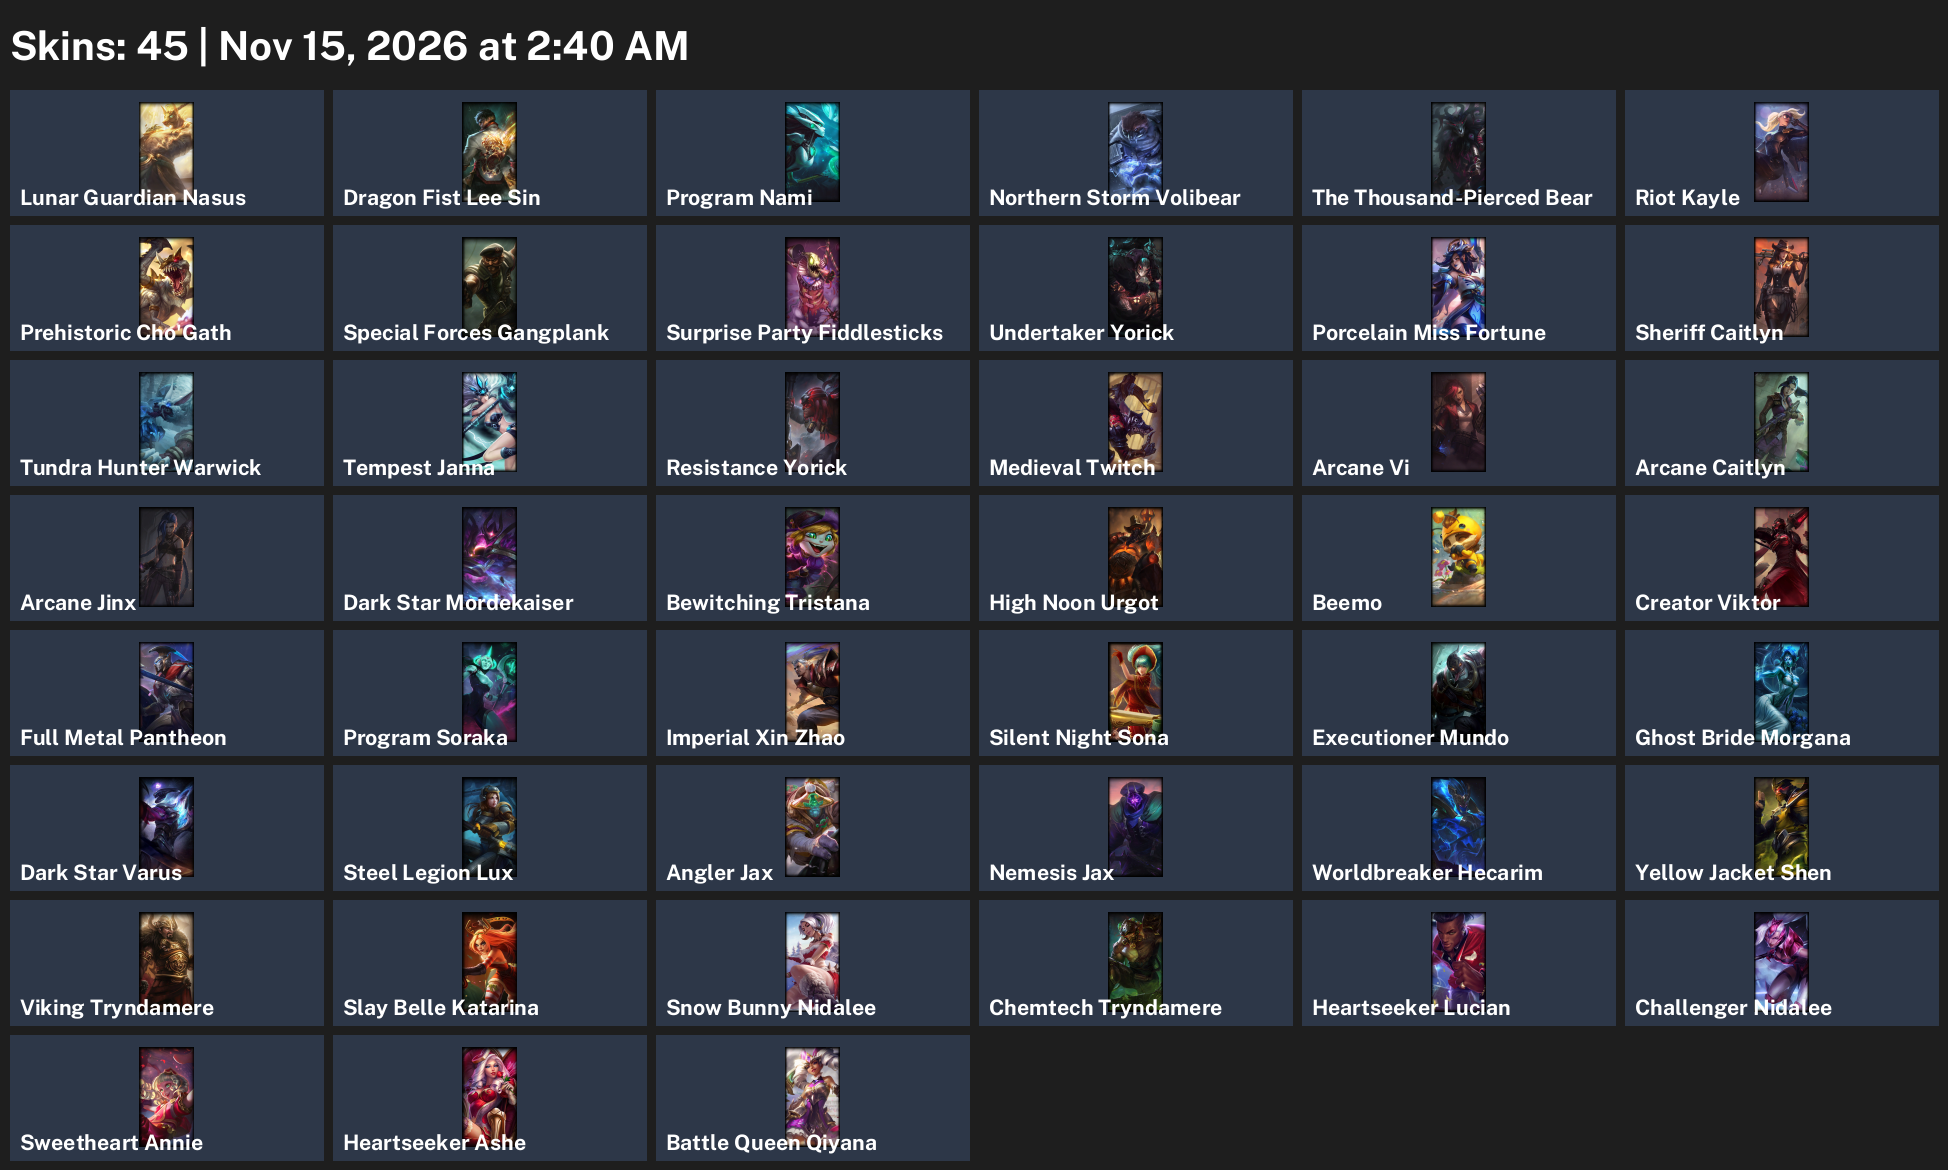 Skins: 45 | Nov 15, 2026 at 2:40 AM
Lunar Guardian Nasus
Dragon Fist Lee Sin
Program Nami
Northern Storm Volibear
The Thousand-Pierced Bear
Riot Kayle
Prehistoric Cho'Gath
Special Forces Gangplank
Surprise Party Fiddlesticks
Undertaker Yorick
Porcelain Miss Fortune
Sheriff Caitlyn
Tundra Hunter Warwick
Tempest Janna
Resistance Yorick
Medieval Twitch
Arcane Vi
Arcane Caitlyn
Arcane Jinx
Dark Star Mordekaiser
Bewitching Tristana
High Noon Urgot
Beemo
Creator Viktor
Full Metal Pantheon
Program Soraka
Imperial Xin Zhao
Silent Night Sona
Executioner Mundo
Ghost Bride Morgana
Dark Star Varus
Steel Legion Lux
Angler Jax
Nemesis Jax
Worldbreaker Hecarim
Yellow Jacket Shen
Viking Tryndamere
Slay Belle Katarina
Snow Bunny Nidalee
Chemtech Tryndamere
Heartseeker Lucian
Challenger Nidalee
Sweetheart Annie
Heartseeker Ashe
Battle Queen Qiyana